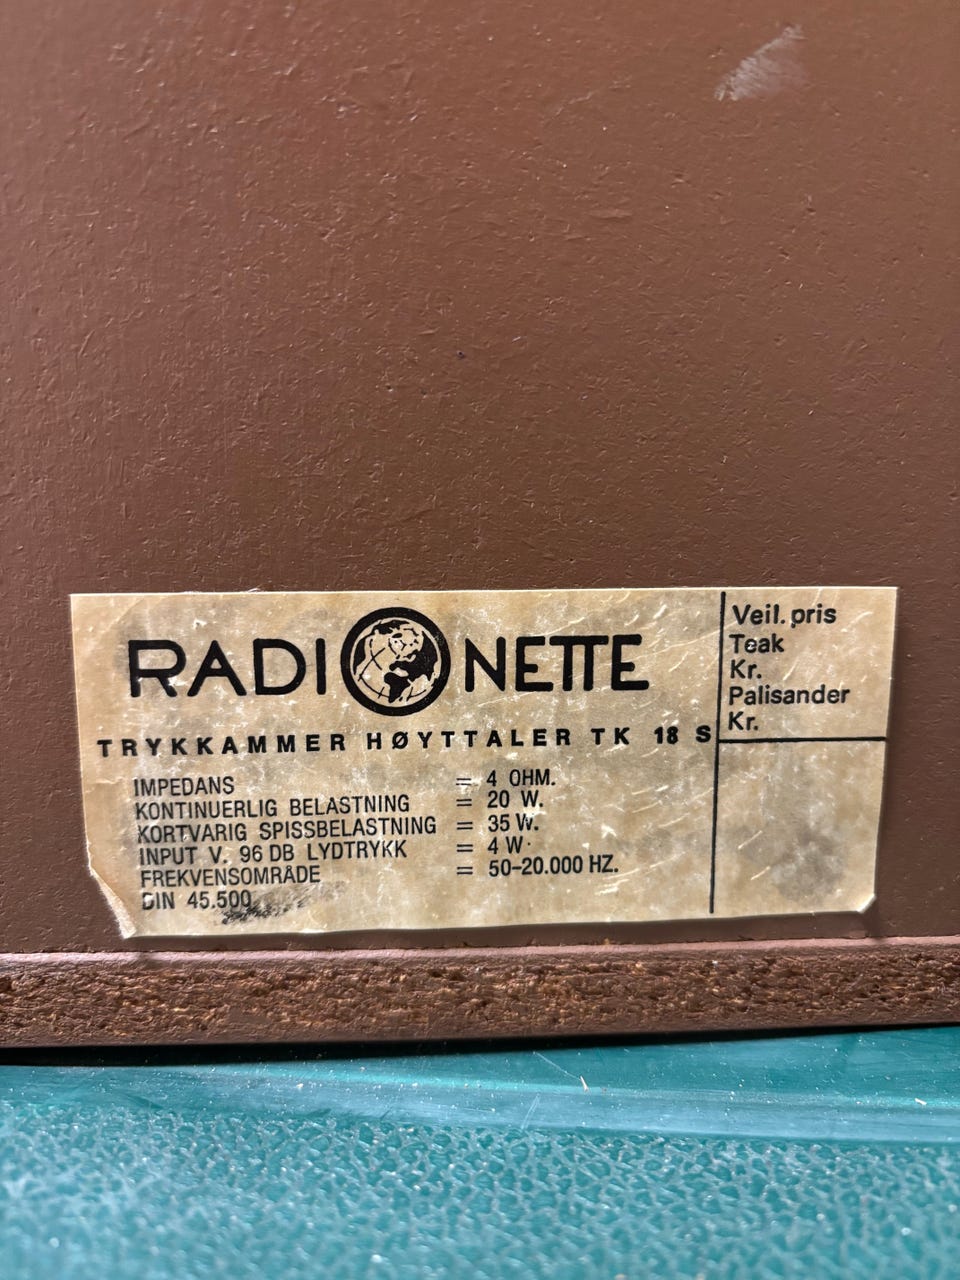 RADIONETTE
TRYKKAMMER HØYTTALER TK 18 S
IMPEDANS = 4 OHM.
KONTINUERLIG BELASTNING = 20 W.
KORTVARIG SPISSBELASTNING = 35 W.
INPUT V. 96 DB LYDTRYKK = 4 W.
FREKVENSOMRÅDE = 50–20.000 HZ.
DIN 45.500
Veil. pris
Teak
Kr.
Palisander
Kr.